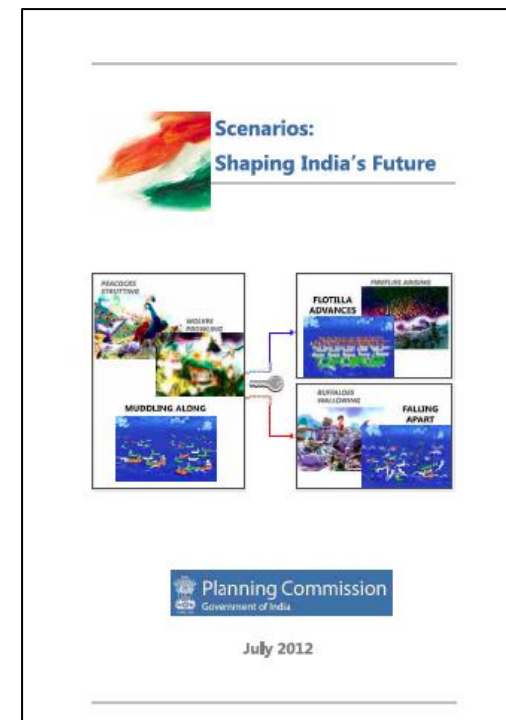 Scenarios:
Shaping India's Future
PEACOCKS
STRUTTING
WOLVES
PROWLING
MUDDLING ALONG
FIREFLIES ARISING
FLOTILLA
ADVANCES
BUFFALOES
WALLOWING
FALLING
APART
Planning Commission
Government of India
July 2012